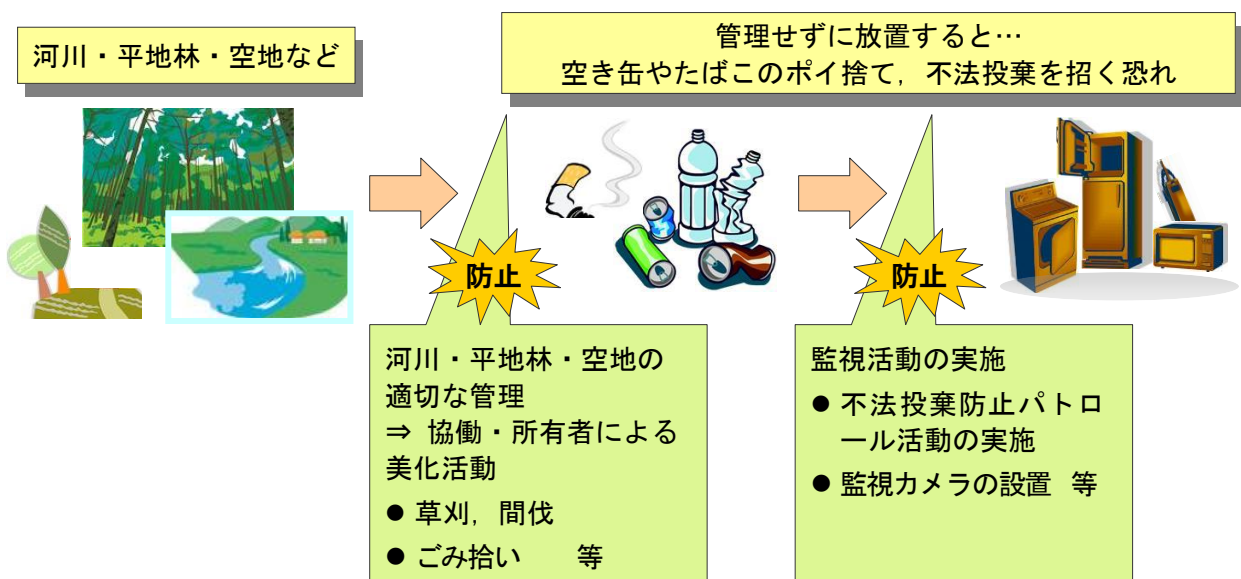 河川・平地林・空地など
管理せずに放置すると…
空き缶やたばこのポイ捨て，不法投棄を招く恐れ
防止
防止
河川・平地林・空地の
適切な管理
⇒ 協働・所有者による
美化活動
● 草刈，間伐
● ごみ拾い　　等
監視活動の実施
● 不法投棄防止パトロ
ール活動の実施
● 監視カメラの設置　等